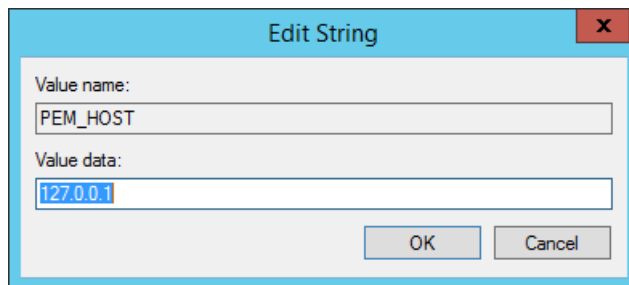 Edit String
x
Value name:
PEM_HOST
Value data:
127.0.0.1
OK Cancel